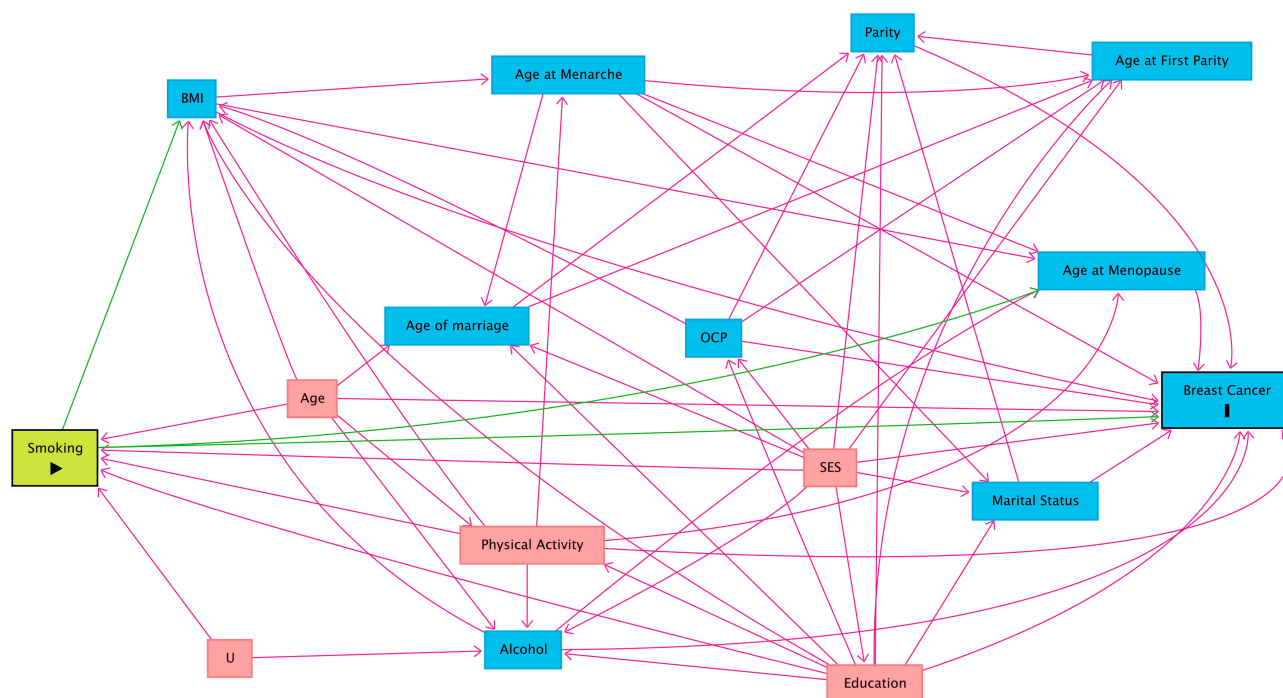 Parity
Age at First Parity
Age at Menarche
BMI
Age at Menopause
Age of marriage
OCP
Breast Cancer
Age
Smoking
SES
Marital Status
Physical Activity
Alcohol
U
Education